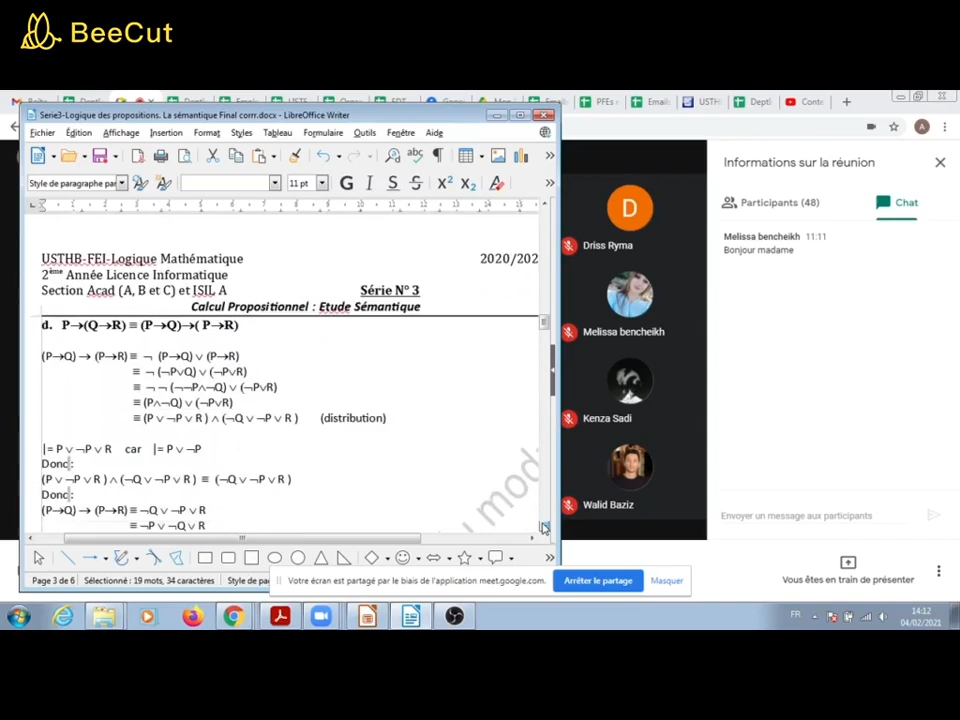 BeeCut
Serie3-Logique des propositions. La sémantique Final corr.docx - LibreOffice Writer
Fichier Édition Affichage Insertion Format Styles Tableau Formulaire Outils Fenêtre Aide
Style de paragraphe pa
11 pt
G I S S X² X₂
USTHB-FEI-Logique Mathématique 2020/202
2ème Année Licence Informatique
Section Acad (A, B et C) et ISIL A Série N° 3
Calcul Propositionnel : Etude Sémantique
d. P→(Q→R) ≡ (P→Q)→( P→R)
(P→Q) → (P→R) ≡ ¬ (P→Q) ∨ (P→R)
≡ ¬ (¬P∨Q) ∨ (¬P∨R)
≡ ¬ ¬ (¬¬P∧¬Q) ∨ (¬P∨R)
≡ (P∧¬Q) ∨ (¬P∨R)
≡ (P ∨ ¬P ∨ R ) ∧ (¬Q ∨ ¬P ∨ R ) (distribution)
|= P ∨ ¬P ∨ R car |= P ∨ ¬P
Donc :
(P ∨ ¬P ∨ R ) ∧ (¬Q ∨ ¬P ∨ R ) ≡ (¬Q ∨ ¬P ∨ R )
Donc :
(P→Q) → (P→R) ≡ ¬Q ∨ ¬P ∨ R
≡ ¬P ∨ ¬Q ∨ R
Page 3 de 6 Sélectionné : 19 mots, 34 caractères Style de pa
Votre écran est partagé par le biais de l'application meet.google.com. Arrêter le partage Masquer
D
Driss Ryma
Melissa bencheikh
Kenza Sadi
Walid Baziz
Informations sur la réunion
Participants (48) Chat
Melissa bencheikh 11:11
Bonjour madame
Envoyer un message aux participants
Vous êtes en train de présenter
FR
14:12
04/02/2021